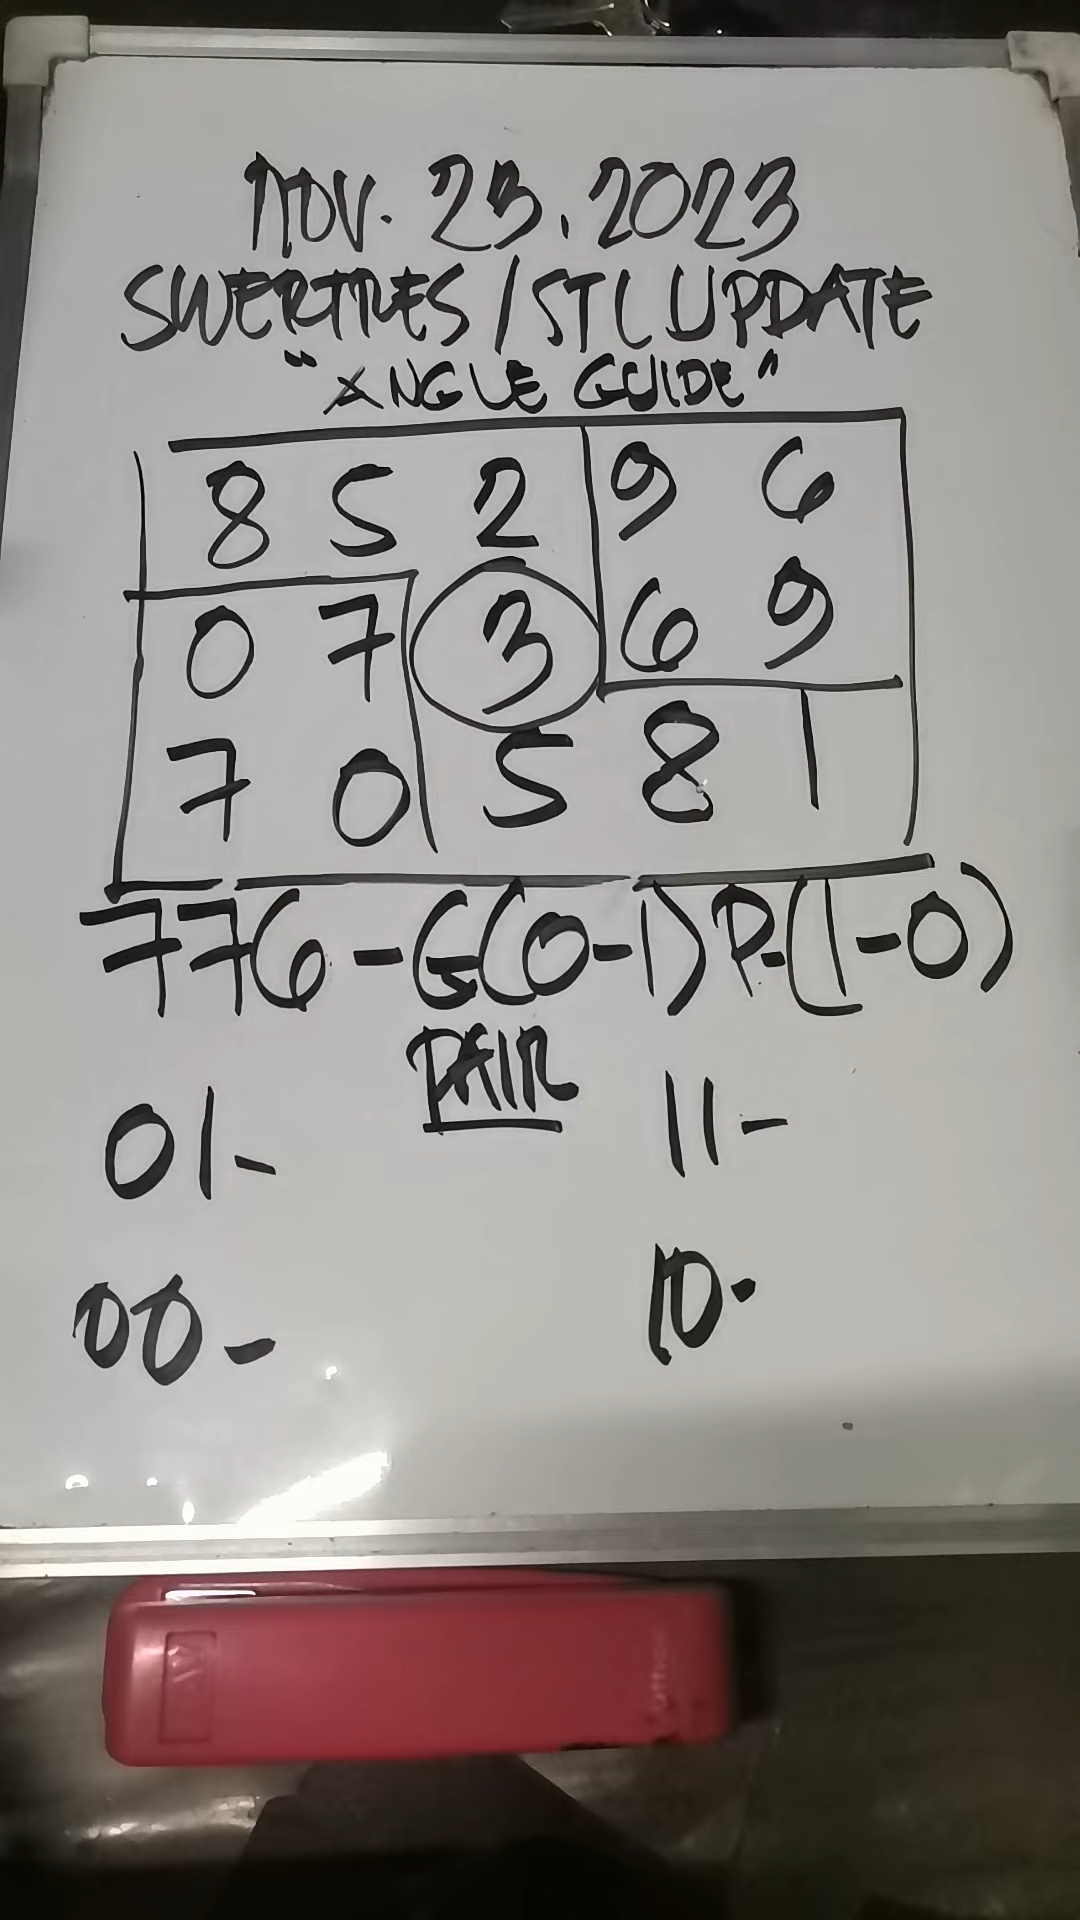 NOV. 23. 2023
SWERTRES / STL UPDATE
"ANGLE GUIDE"
8 5 2 9 6
0 7 3 6 9
7 0 5 8 1
776-G(0-1) P.(1-0)
PAIR
01- 11-
00- 10-